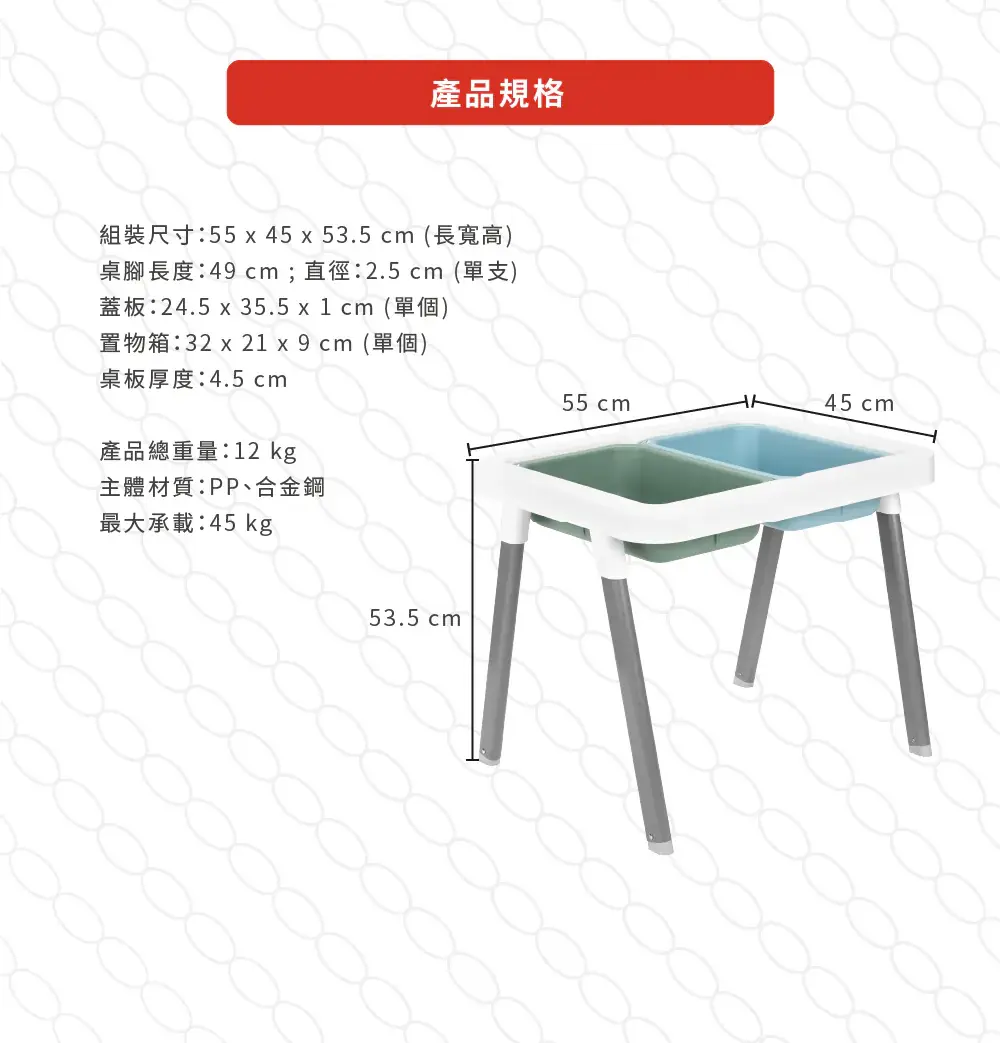 產品規格
組裝尺寸：55 x 45 x 53.5 cm (長寬高)
桌腳長度：49 cm ; 直徑：2.5 cm (單支)
蓋板：24.5 x 35.5 x 1 cm (單個)
置物箱：32 x 21 x 9 cm (單個)
桌板厚度：4.5 cm
產品總重量：12 kg
主體材質：PP、合金鋼
最大承載：45 kg
55 cm
45 cm
53.5 cm